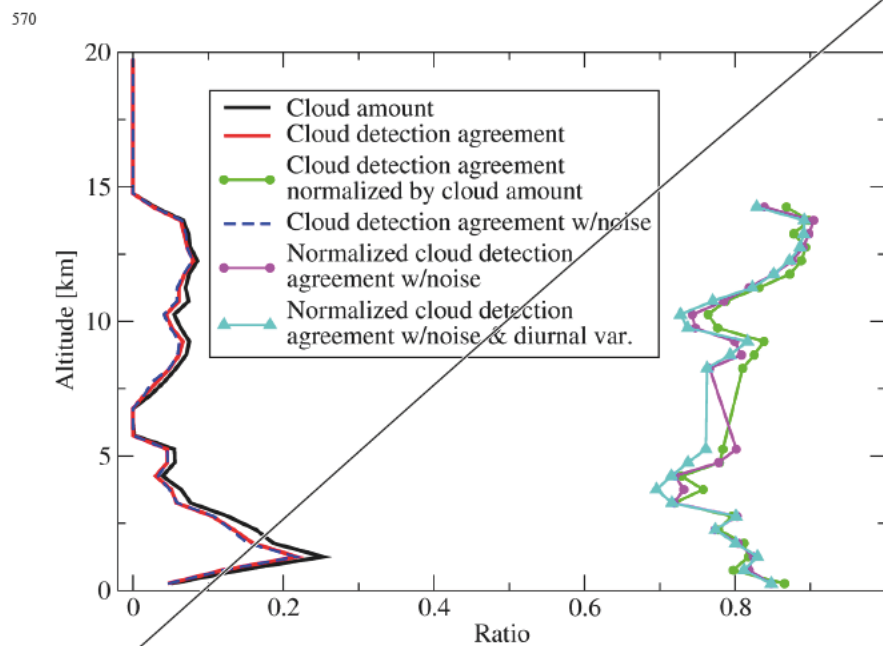 570
20
15
10
5
0
Altitude [km]
Cloud amount
Cloud detection agreement
Cloud detection agreement
normalized by cloud amount
Cloud detection agreement w/noise
Normalized cloud detection
agreement w/noise
Normalized cloud detection
agreement w/noise & diurnal var.
0 0.2 0.4 0.6 0.8
Ratio